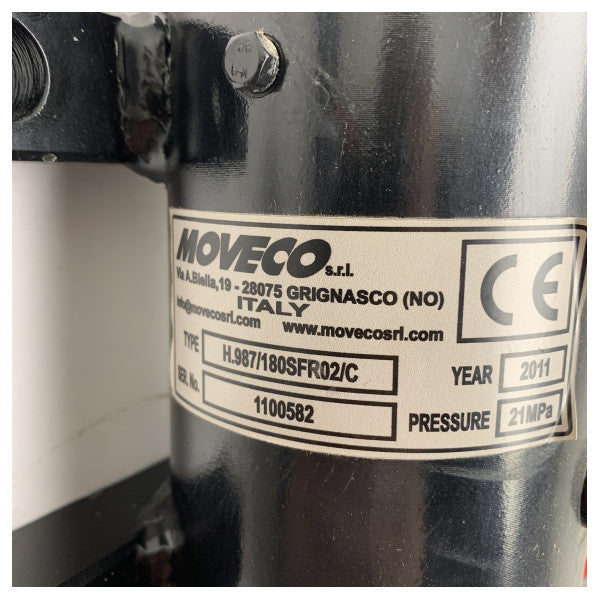 MOVECO s.r.l.
Via A.Biella,19 - 28075 GRIGNASCO (NO)
ITALY
info@movecosrl.com www.movecosrl.com
TYPE H.987/180SFR02/C
SER. No. 1100582
CE
YEAR 2011
PRESSURE 21MPa